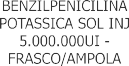 BENZILPENICILINA
POTASSICA SOL INJ
5.000.000UI -
FRASCO/AMPOLA